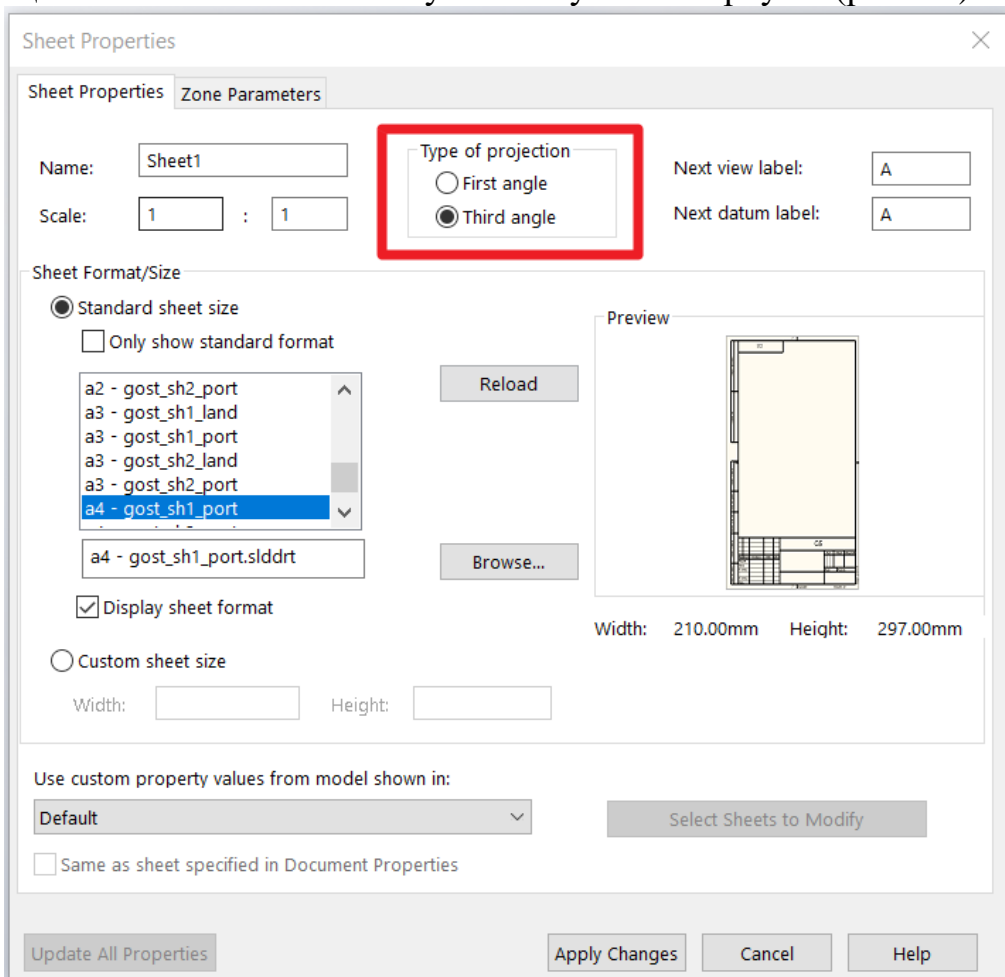 Sheet Properties
Sheet Properties Zone Parameters
Type of projection
Name: Sheet1 First angle Next view label: A
Scale: 1 : 1 Third angle Next datum label: A
Sheet Format/Size
Standard sheet size
Preview
Only show standard format
a2 - gost_sh2_port Reload
a3 - gost_sh1_land
a3 - gost_sh1_port
a3 - gost_sh2_land
a3 - gost_sh2_port
a4 - gost_sh1_port
a4 - gost_sh1_port.slddrt Browse...
Display sheet format
Width: 210.00mm Height: 297.00mm
Custom sheet size
Width: Height:
Use custom property values from model shown in:
Default Select Sheets to Modify
Same as sheet specified in Document Properties
Update All Properties Apply Changes Cancel Help